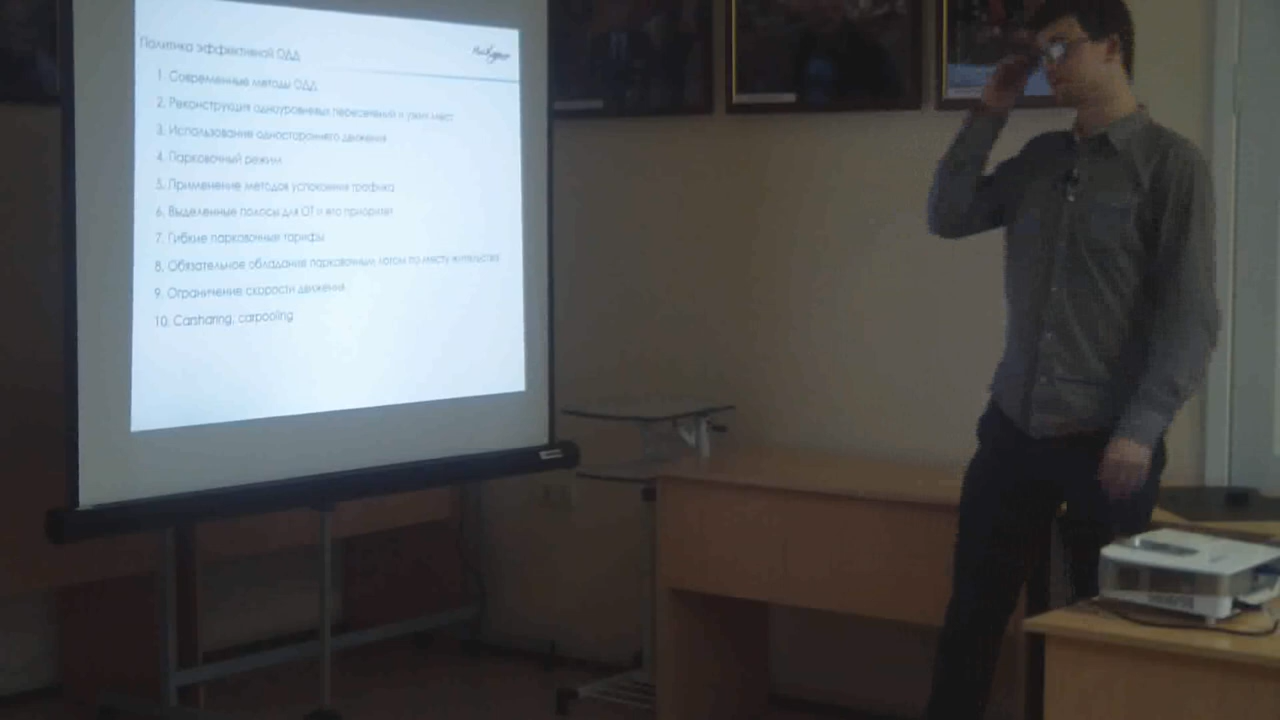 Политика эффективной ОДД
1. Современные методы ОДД
2. Реконструкция одноуровневых пересечений и узких мест
3. Использование одностороннего движения
4. Парковочный режим
5. Применение методов успокоения трафика
6. Выделенные полосы для ОТ и его приоритет
7. Гибкие парковочные тарифы
8. Обязательное обладание парковочным лотом по месту жительства
9. Ограничение скорости движения
10. Carsharing, carpooling